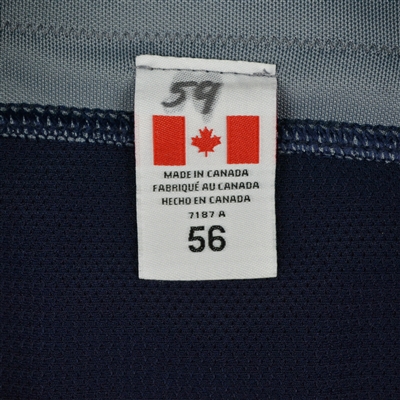 59
MADE IN CANADA
FABRIQUÉ AU CANADA
HECHO EN CANADA
7187 A
56